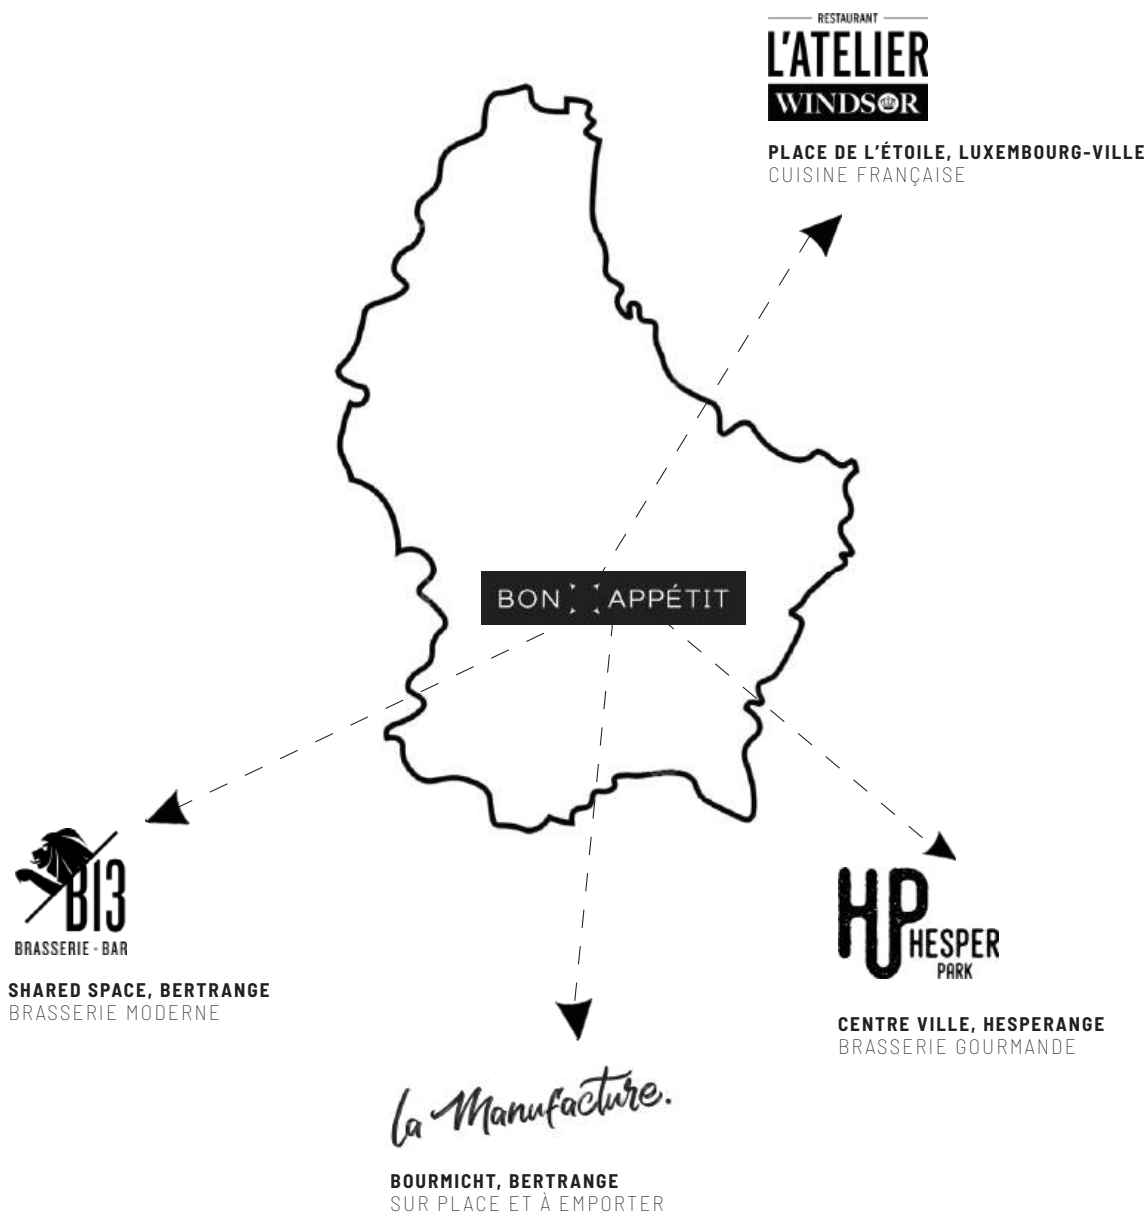 RESTAURANT
L'ATELIER
WINDSOR
PLACE DE L'ÉTOILE, LUXEMBOURG-VILLE
CUISINE FRANÇAISE
BON APPÉTIT
B13
BRASSERIE - BAR
SHARED SPACE, BERTRANGE
BRASSERIE MODERNE
HP
HESPER
PARK
CENTRE VILLE, HESPERANGE
BRASSERIE GOURMANDE
la Manufacture.
BOURMICHT, BERTRANGE
SUR PLACE ET À EMPORTER